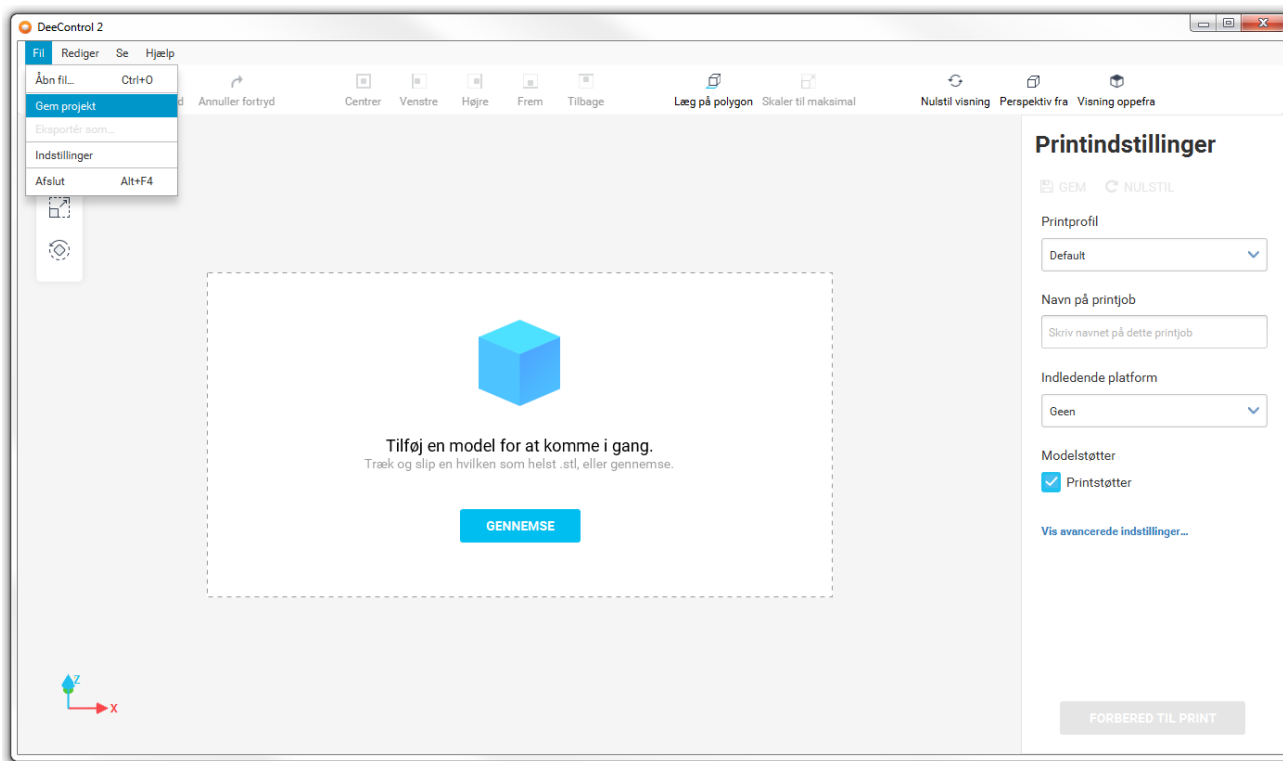 DeeControl 2
Fil Rediger Se Hjælp
Åbn fil... Ctrl+O
Gem projekt
Eksportér som...
Indstillinger
Afslut Alt+F4
Annuller fortryd Centrer Venstre Højre Frem Tilbage Læg på polygon Skaler til maksimal Nulstil visning Perspektiv fra Visning oppefra
Printindstillinger
GEM NULSTIL
Printprofil
Default
Navn på printjob
Skriv navnet på dette printjob
Indledende platform
Geen
Modelstøtter
Printstøtter
Vis avancerede indstillinger...
Tilføj en model for at komme i gang.
Træk og slip en hvilken som helst .stl, eller gennemse.
GENNEMSE
Z
X
FORBERED TIL PRINT